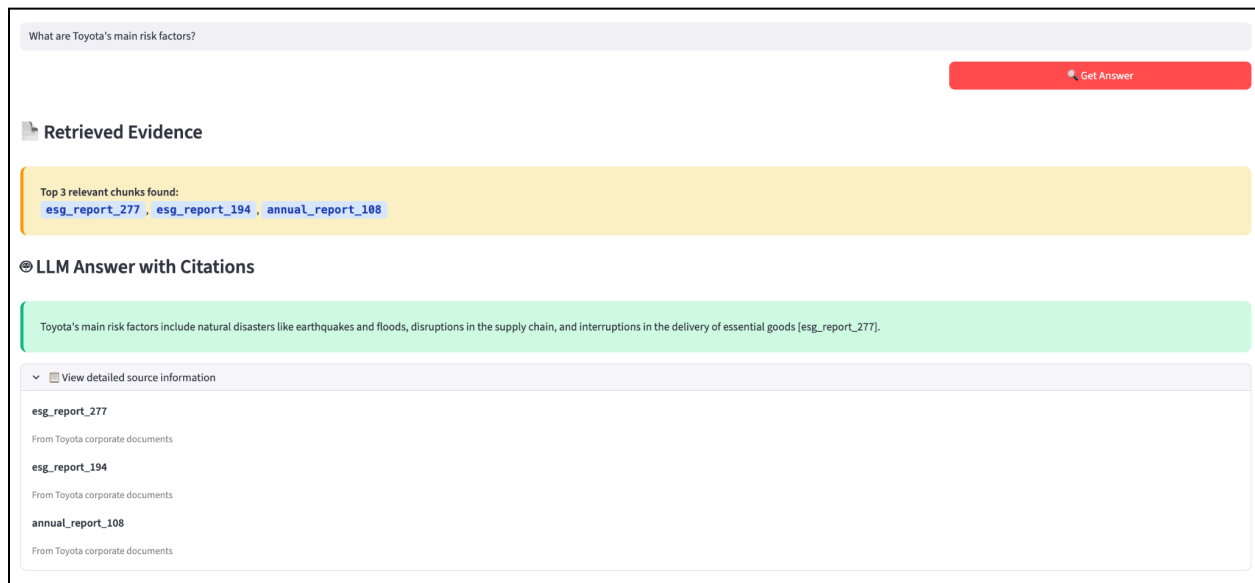 What are Toyota's main risk factors?
Get Answer
Retrieved Evidence
Top 3 relevant chunks found:
esg_report_277, esg_report_194, annual_report_108
LLM Answer with Citations
Toyota's main risk factors include natural disasters like earthquakes and floods, disruptions in the supply chain, and interruptions in the delivery of essential goods [esg_report_277].
View detailed source information
esg_report_277
From Toyota corporate documents
esg_report_194
From Toyota corporate documents
annual_report_108
From Toyota corporate documents